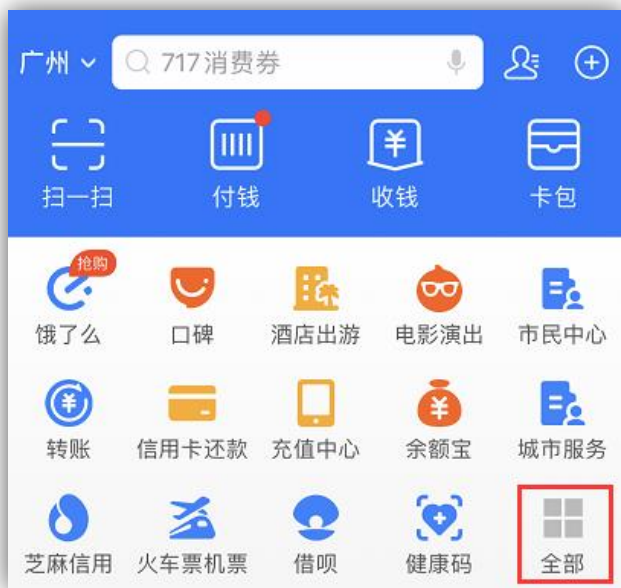 广州
717消费券
扫一扫
付钱
收钱
卡包
抢购
饿了么
口碑
酒店出游
电影演出
市民中心
转账
信用卡还款
充值中心
余额宝
城市服务
芝麻信用
火车票机票
借呗
健康码
全部